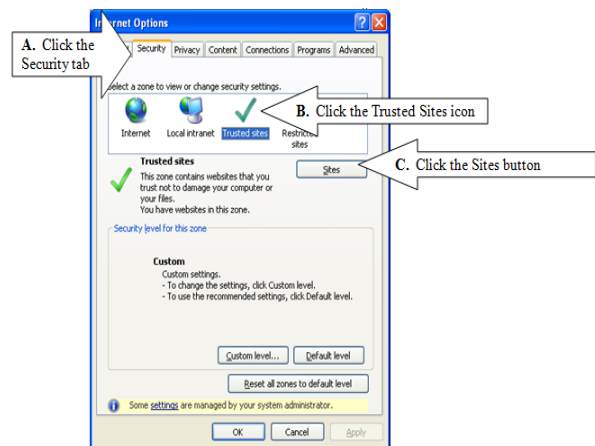 Internet Options
A. Click the
Security tab
Security Privacy Content Connections Programs Advanced
Select a zone to view or change security settings.
B. Click the Trusted Sites icon
Internet Local intranet Trusted sites
sites
Trusted sites
Sites
C. Click the Sites button
This zone contains websites that you
trust not to damage your computer or
your files.
You have websites in this zone.
Security level for this zone
Custom
Custom settings.
- To change the settings, click Custom level.
- To use the recommended settings, click Default level.
Custom level... Default level
Reset all zones to default level
Some settings are managed by your system administrator.
OK Cancel Apply